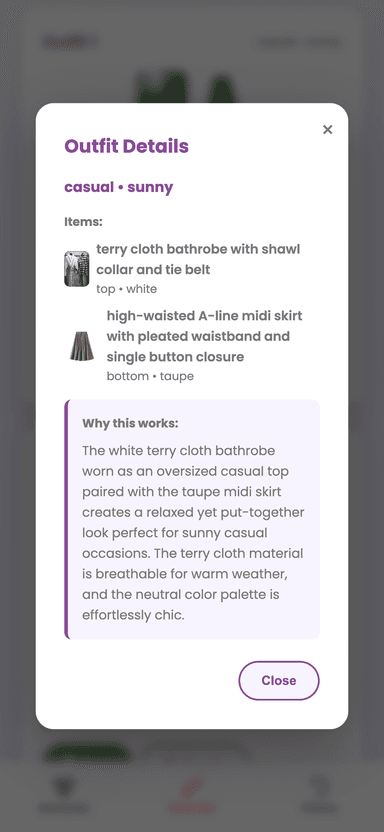 Outfit Details
×
casual • sunny
Items:
terry cloth bathrobe with shawl
collar and tie belt
top • white
high-waisted A-line midi skirt
with pleated waistband and
single button closure
bottom • taupe
Why this works:
The white terry cloth bathrobe
worn as an oversized casual top
paired with the taupe midi skirt
creates a relaxed yet put-together
look perfect for sunny casual
occasions. The terry cloth material
is breathable for warm weather,
and the neutral color palette is
effortlessly chic.
Close